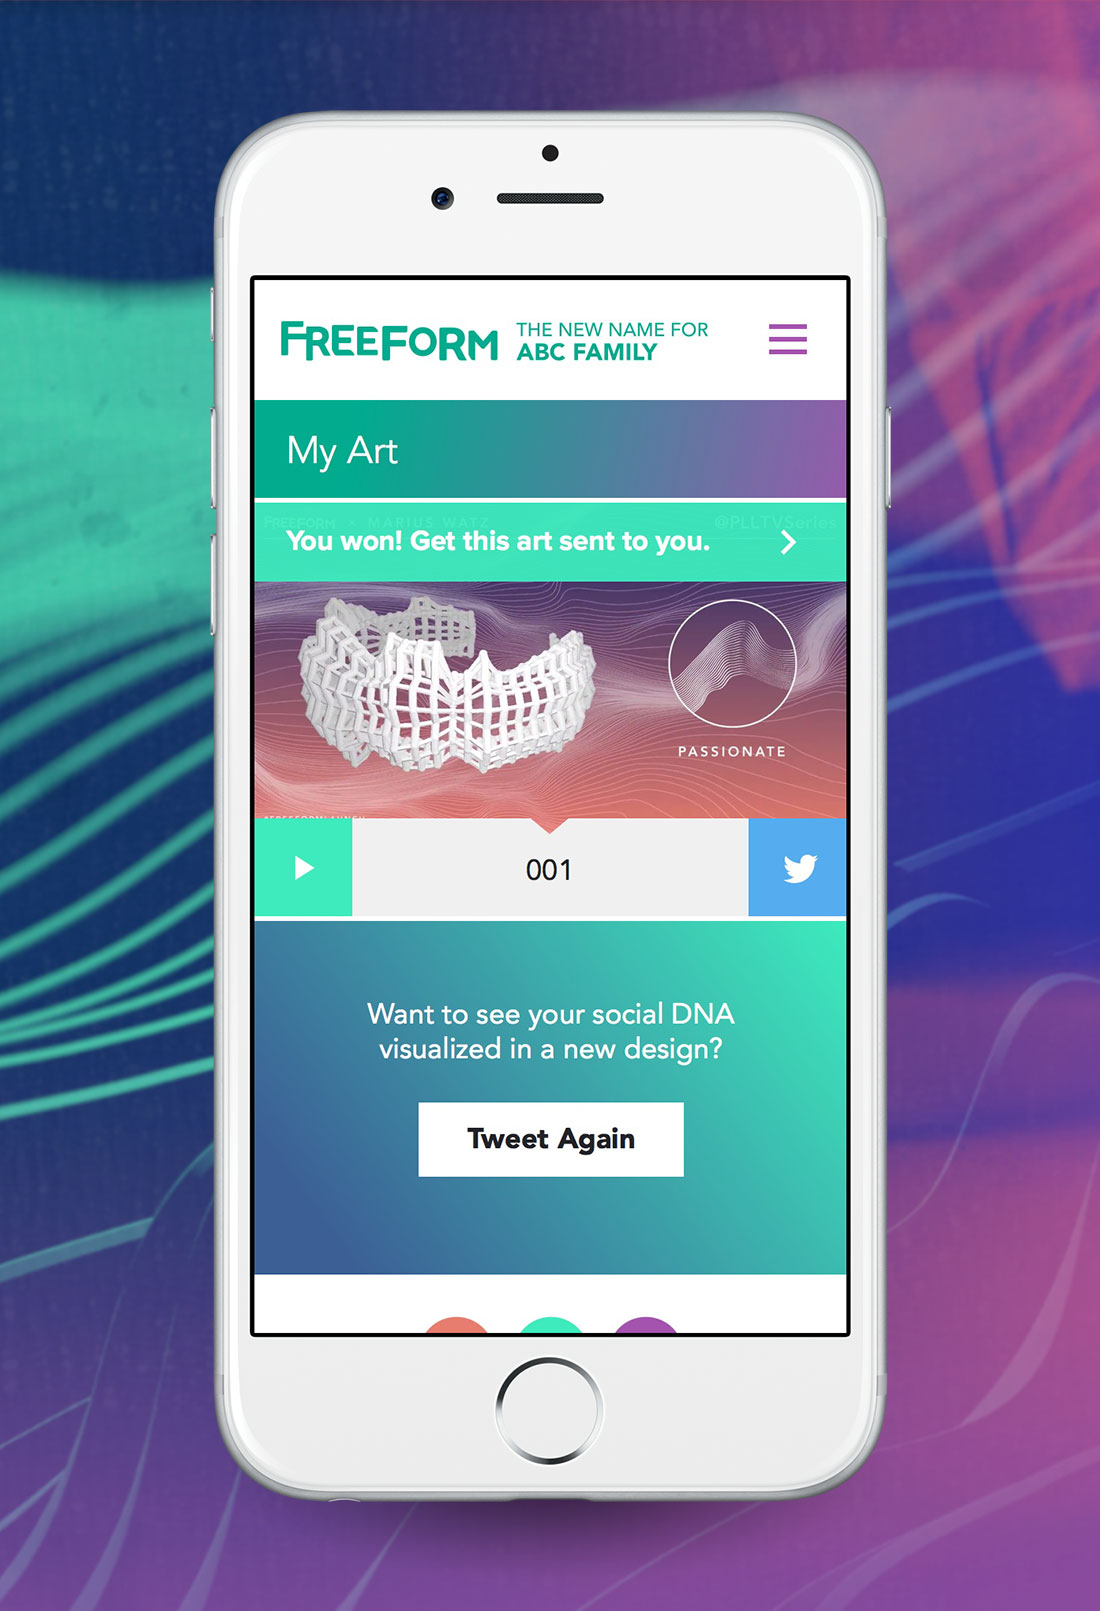 FREEFORM
THE NEW NAME FOR
ABC FAMILY
My Art
FREEFORM × MARIUS WATZ @PLLTVSeries
You won! Get this art sent to you.
PASSIONATE
001
Want to see your social DNA
visualized in a new design?
Tweet Again